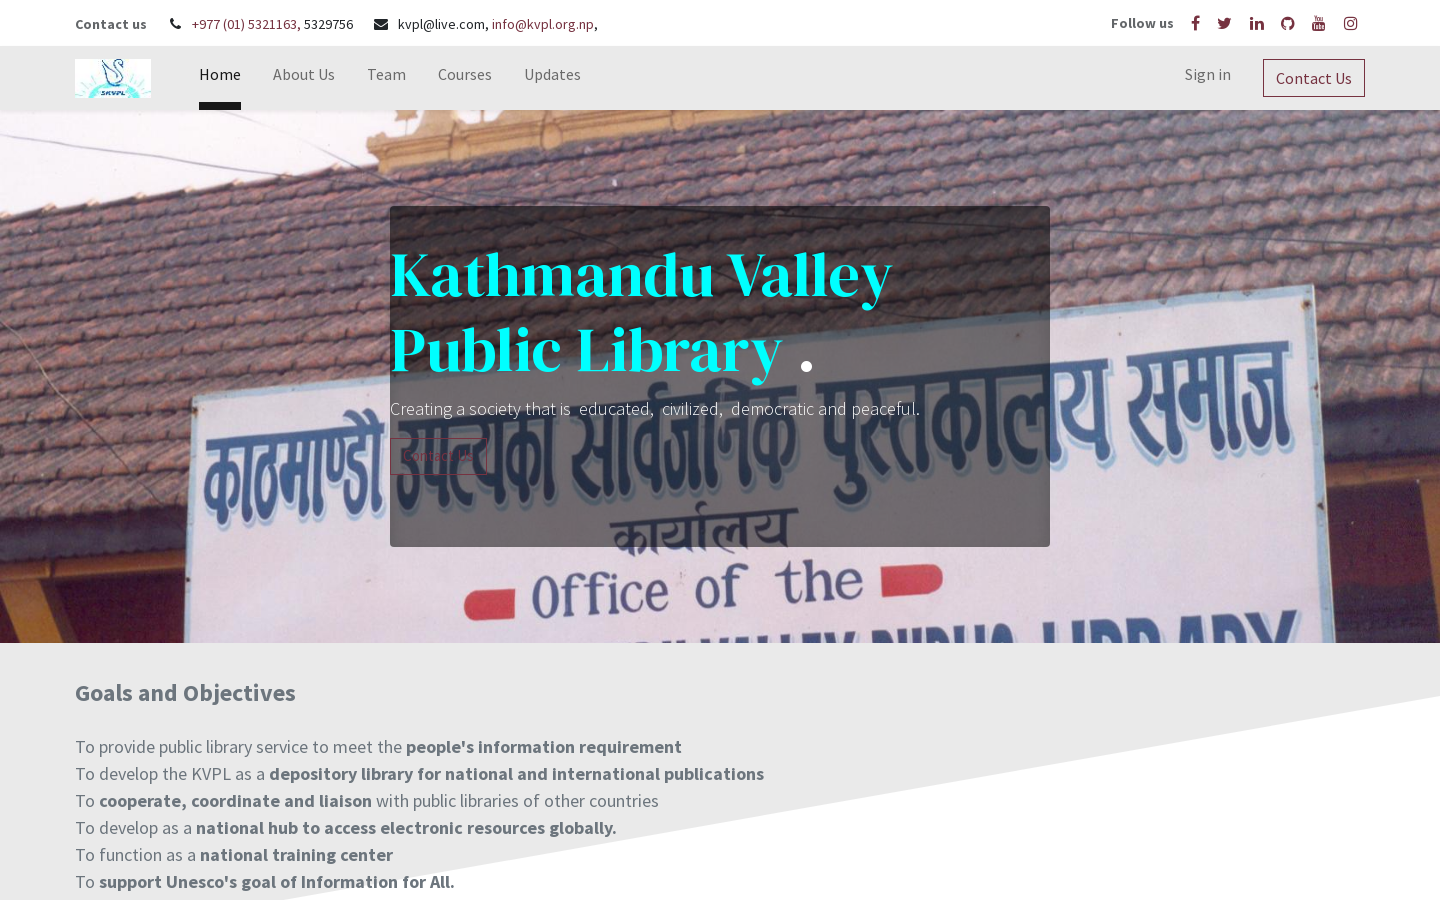 Contact us +977 (01) 5321163, 5329756 kvpl@live.com, info@kvpl.org.np,
Follow us
SKVPL
Home About Us Team Courses Updates
Sign in Contact Us
Kathmandu Valley
Public Library .
Creating a society that is educated, civilized, democratic and peaceful.
Contact Us
काठमाण्डौ उपत्यका सार्वजनिक पुस्तकालय समाज
कार्यालय
Office of the
VALLEY PUBLIC LIBRARY
Goals and Objectives
To provide public library service to meet the people's information requirement
To develop the KVPL as a depository library for national and international publications
To cooperate, coordinate and liaison with public libraries of other countries
To develop as a national hub to access electronic resources globally.
To function as a national training center
To support Unesco's goal of Information for All.